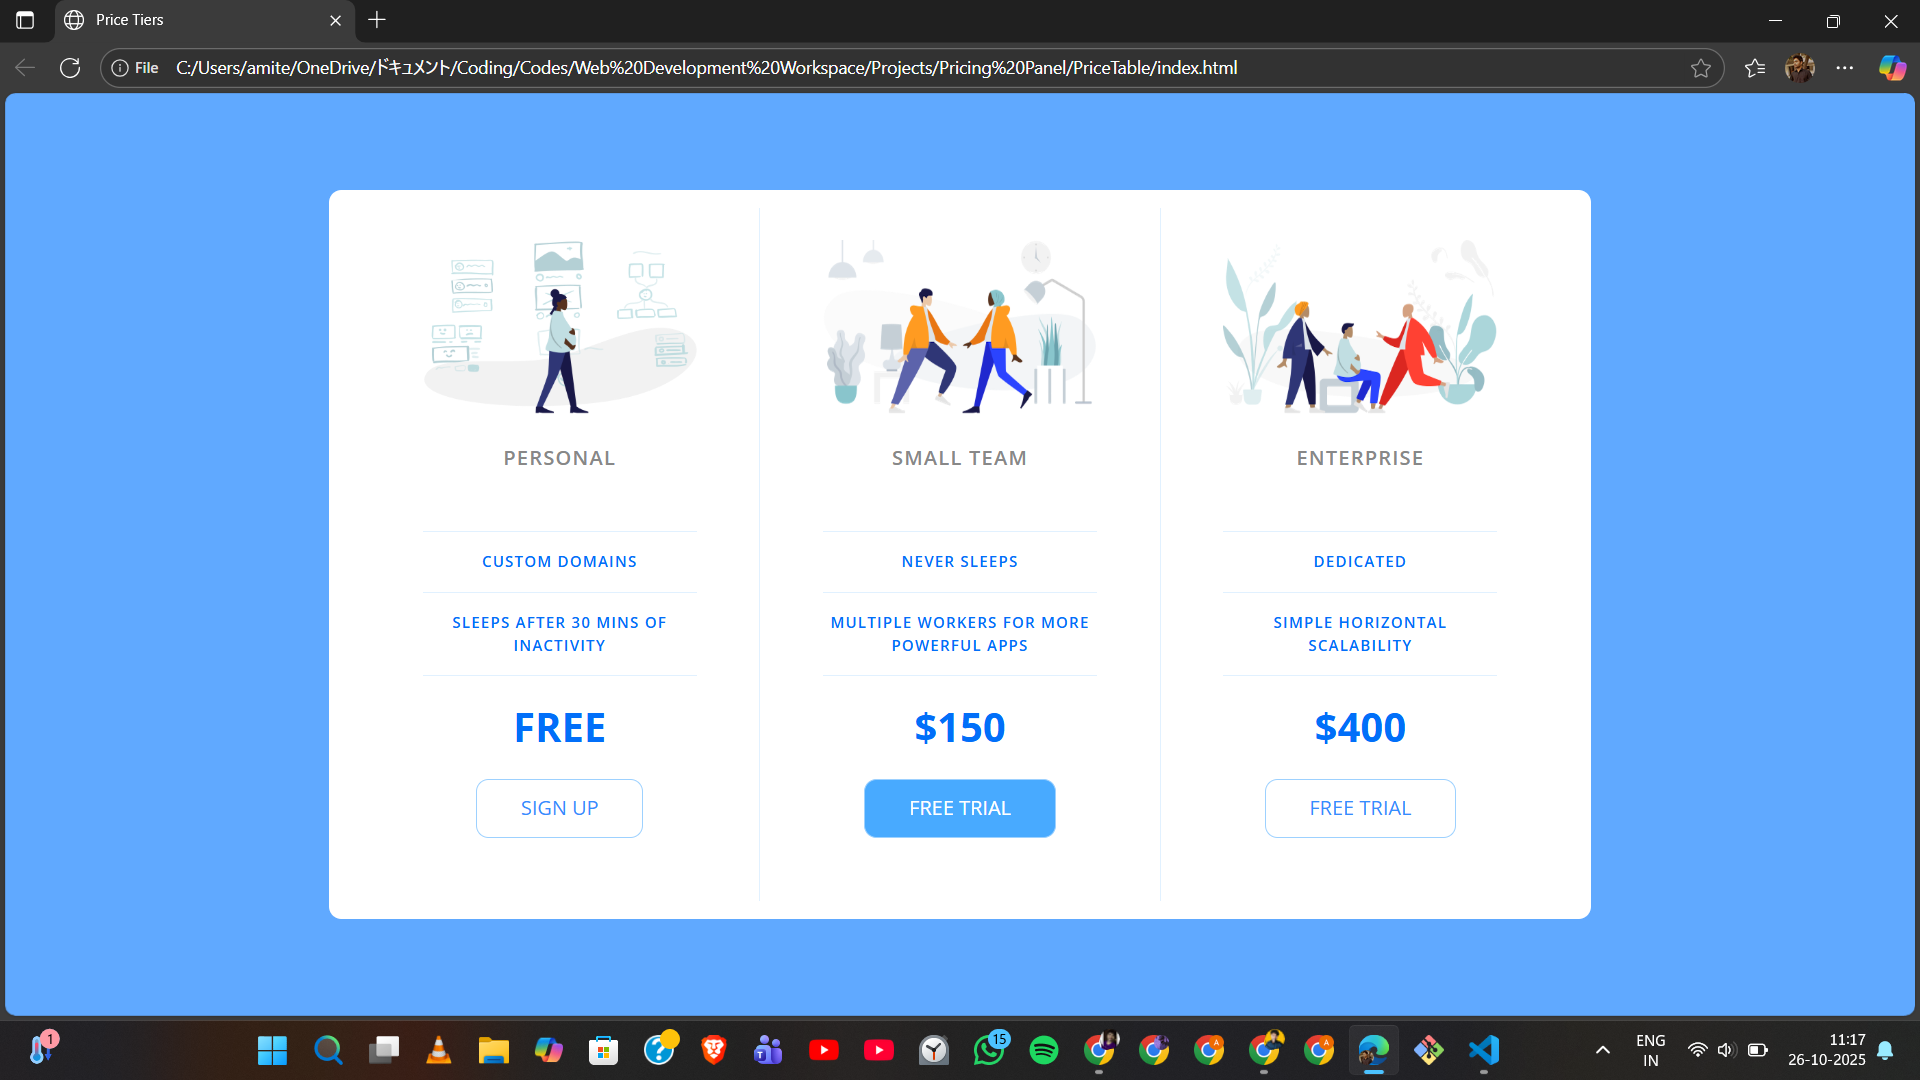 Price Tiers
File
C:/Users/amite/OneDrive/ドキュメント/Coding/Codes/Web%20Development%20Workspace/Projects/Pricing%20Panel/PriceTable/index.html
PERSONAL
CUSTOM DOMAINS
SLEEPS AFTER 30 MINS OF
INACTIVITY
FREE
SIGN UP
SMALL TEAM
NEVER SLEEPS
MULTIPLE WORKERS FOR MORE
POWERFUL APPS
$150
FREE TRIAL
ENTERPRISE
DEDICATED
SIMPLE HORIZONTAL
SCALABILITY
$400
FREE TRIAL
1
15
ENG
IN
11:17
26-10-2025